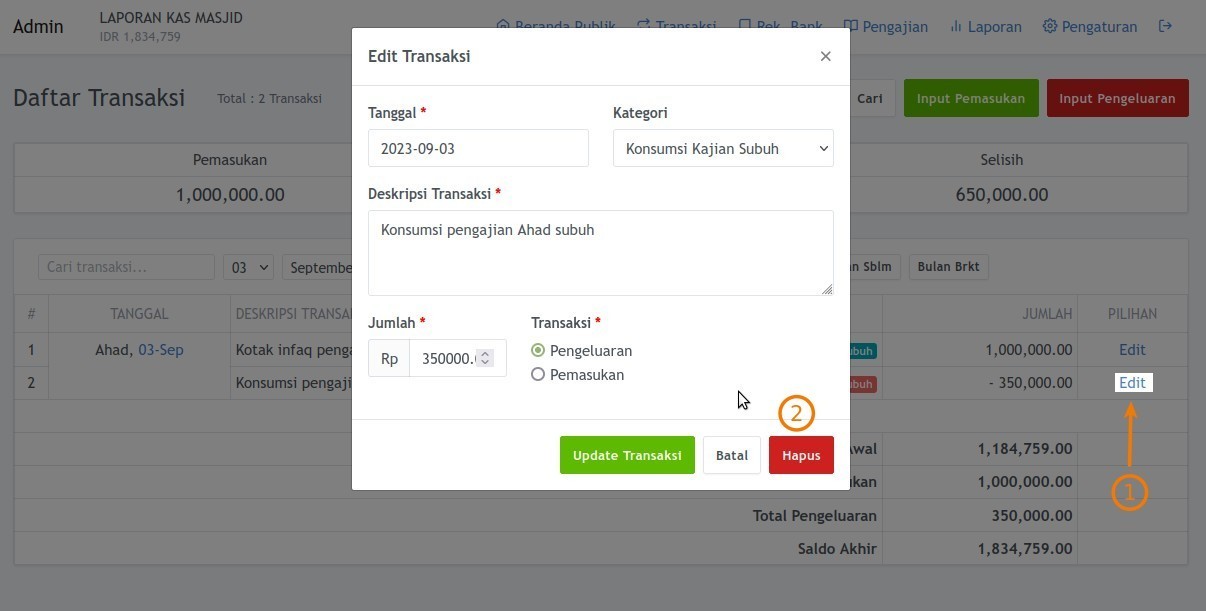 Admin
LAPORAN KAS MASJID
IDR 1,834,759
Beranda Publik
Transaksi
Rek. Bank
Pengajian
Laporan
Pengaturan
Daftar Transaksi
Total : 2 Transaksi
Cari
Input Pemasukan
Input Pengeluaran
Pemasukan
Selisih
1,000,000.00
650,000.00
Edit Transaksi
×
Tanggal *
Kategori
2023-09-03
Konsumsi Kajian Subuh
Deskripsi Transaksi *
Konsumsi pengajian Ahad subuh
Jumlah *
Transaksi *
Rp
350000.
Pengeluaran
Pemasukan
2
Update Transaksi
Batal
Hapus
Cari transaksi...
03
Septembe
n Sblm
Bulan Brkt
#
TANGGAL
DESKRIPSI TRANSA
JUMLAH
PILIHAN
1
Ahad, 03-Sep
Kotak infaq peng
ubuh
1,000,000.00
Edit
2
Konsumsi pengaji
ubuh
- 350,000.00
Edit
1
Awal
1,184,759.00
kan
1,000,000.00
Total Pengeluaran
350,000.00
Saldo Akhir
1,834,759.00